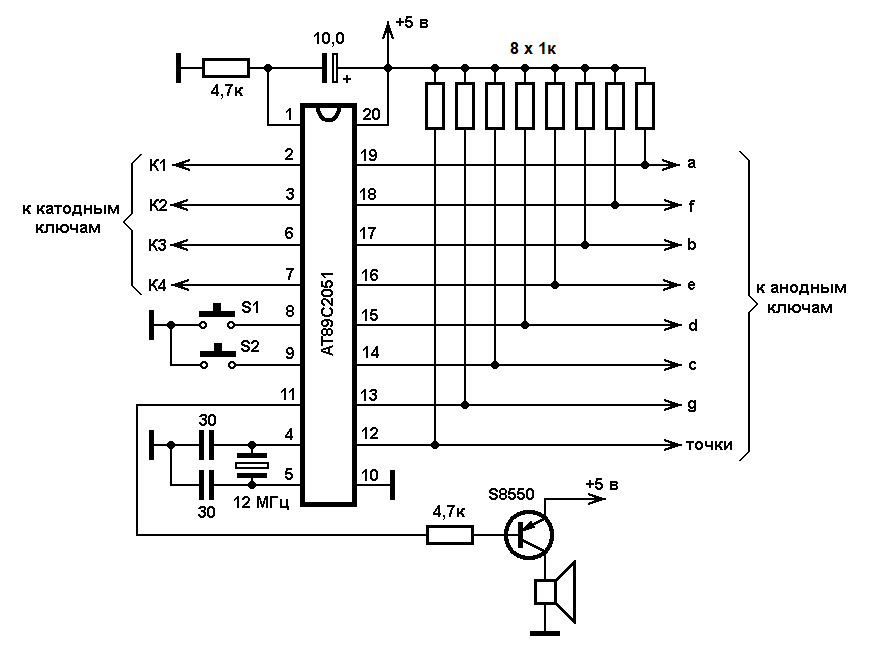 +5 в
10,0
8 x 1к
4,7к
+
1
20
2
19
К1
a
3
18
К2
f
к катодным
ключам
6
17
К3
b
7
16
К4
e
к анодным
ключам
AT89C2051
8
15
S1
d
9
14
S2
c
11
13
g
30
4
12
точки
5
10
30
12 МГц
S8550
+5 в
4,7к